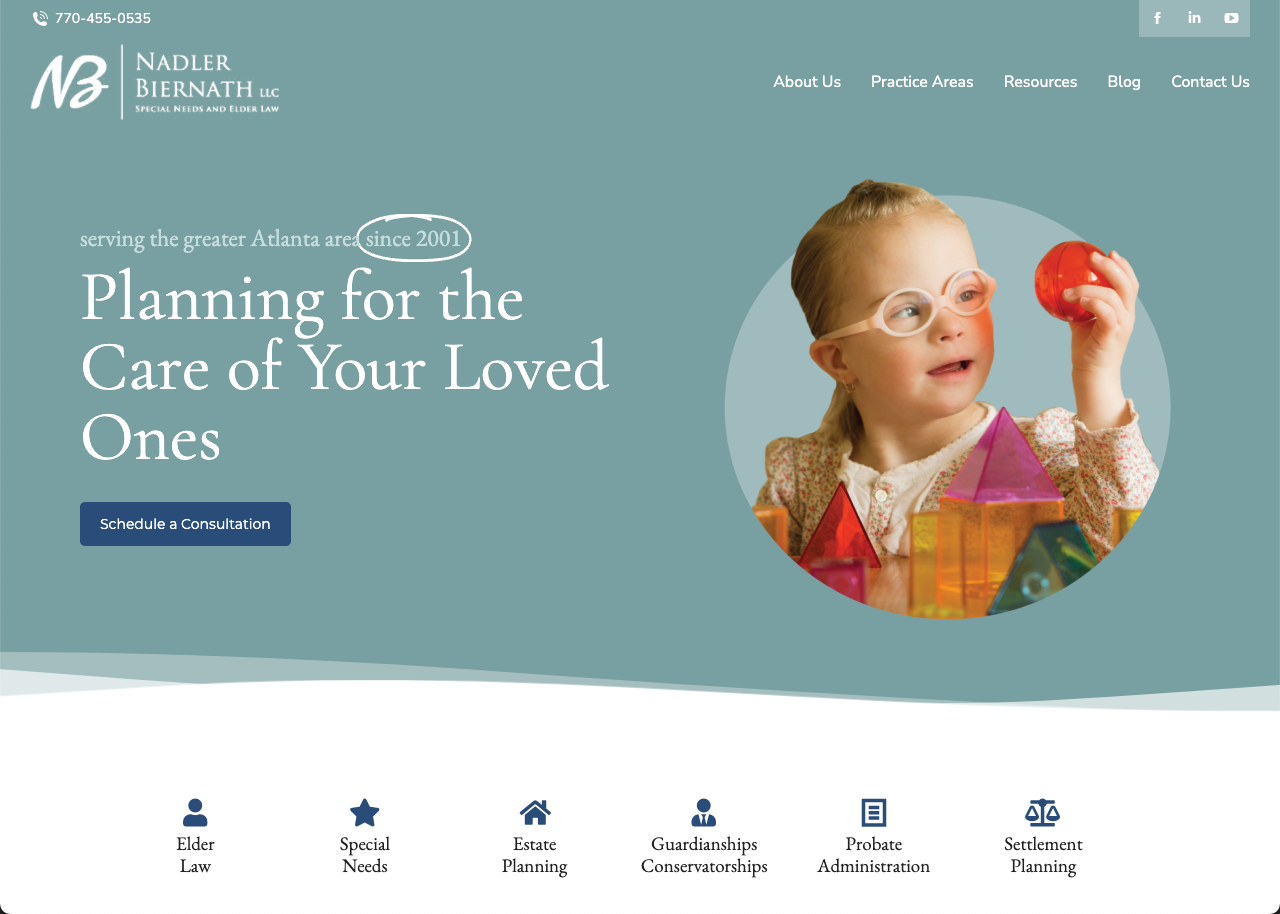 770-455-0535
NB
NADLER
BIERNATH LLC
SPECIAL NEEDS AND ELDER LAW
About Us Practice Areas Resources Blog Contact Us
serving the greater Atlanta area since 2001
Planning for the
Care of Your Loved
Ones
Schedule a Consultation
Elder
Law
Special
Needs
Estate
Planning
Guardianships
Conservatorships
Probate
Administration
Settlement
Planning